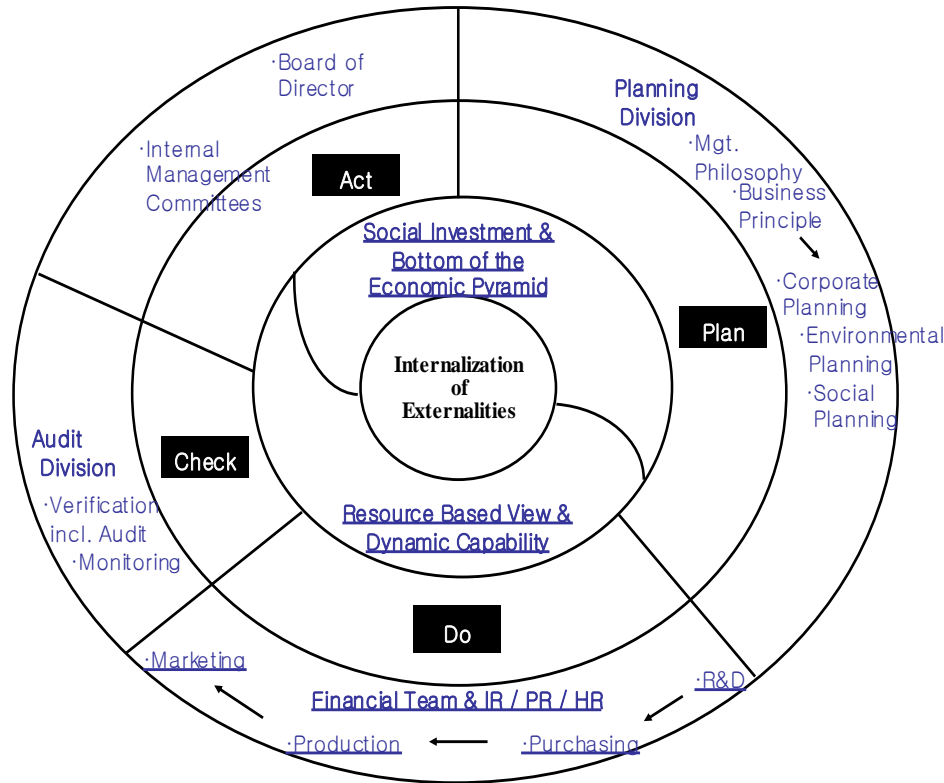 ·Board of
Director
·Internal
Management
Committees
Act
Planning
Division
·Mgt.
Philosophy
·Business
Principle
·Corporate
Planning
·Environmental
Planning
·Social
Planning
Plan
Social Investment &
Bottom of the
Economic Pyramid
Internalization
of
Externalities
Resource Based View &
Dynamic Capability
Audit
Division
·Verification
incl. Audit
·Monitoring
Check
Do
·Marketing
Financial Team & IR / PR / HR
·R&D
·Production
·Purchasing